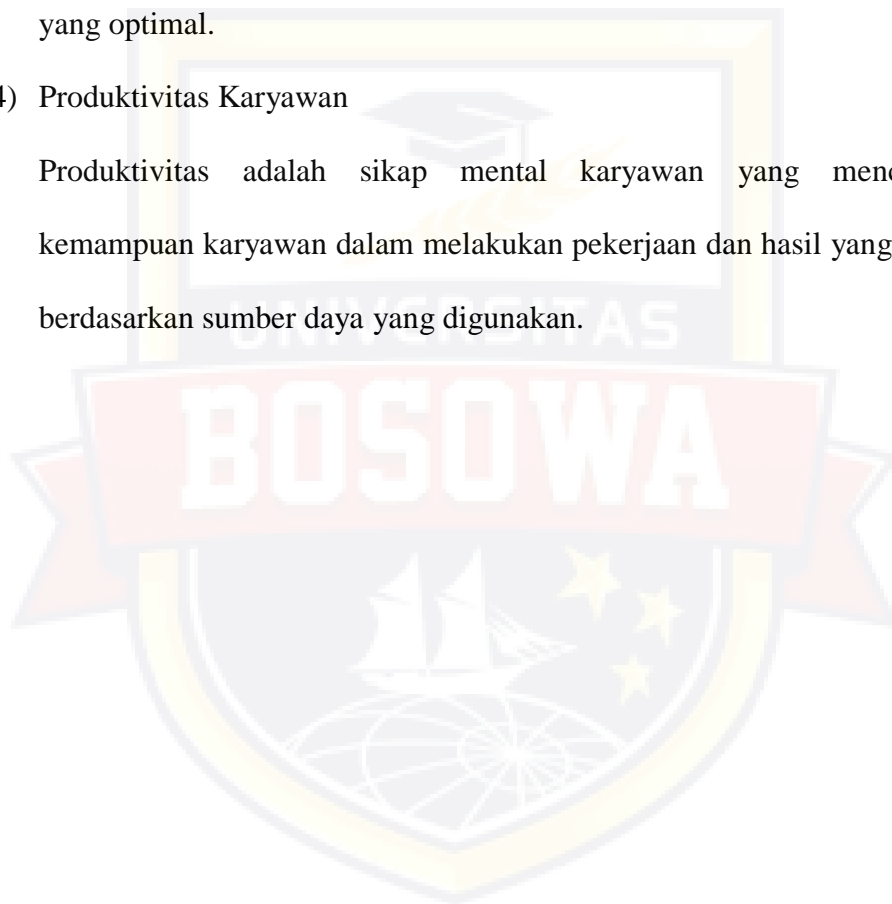 yang optimal.
4) Produktivitas Karyawan
Produktivitas adalah sikap mental karyawan yang
kemampuan karyawan dalam melakukan pekerjaan dan hasil yang
berdasarkan sumber daya yang digunakan.
UNIVERSITAS
BOSOWA